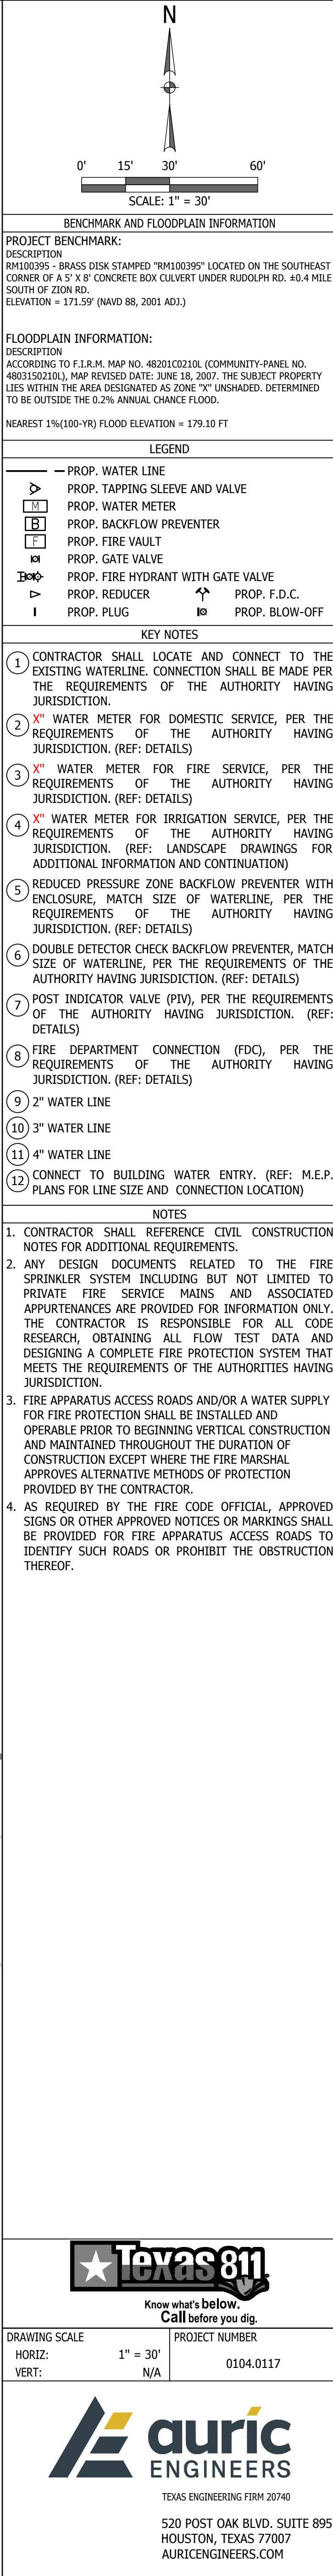 N
0' 15' 30' 60'
SCALE: 1" = 30'
BENCHMARK AND FLOODPLAIN INFORMATION
PROJECT BENCHMARK:
DESCRIPTION
RM100395 - BRASS DISK STAMPED "RM100395" LOCATED ON THE SOUTHEAST
CORNER OF A 5' X 8' CONCRETE BOX CULVERT UNDER RUDOLPH RD. ±0.4 MILE
SOUTH OF ZION RD.
ELEVATION = 171.59' (NAVD 88, 2001 ADJ.)
FLOODPLAIN INFORMATION:
DESCRIPTION
ACCORDING TO F.I.R.M. MAP NO. 48201C0210L (COMMUNITY-PANEL NO.
4803150210L), MAP REVISED DATE: JUNE 18, 2007. THE SUBJECT PROPERTY
LIES WITHIN THE AREA DESIGNATED AS ZONE "X" UNSHADED. DETERMINED
TO BE OUTSIDE THE 0.2% ANNUAL CHANCE FLOOD.
NEAREST 1%(100-YR) FLOOD ELEVATION = 179.10 FT
LEGEND
PROP. WATER LINE
PROP. TAPPING SLEEVE AND VALVE
M PROP. WATER METER
B PROP. BACKFLOW PREVENTER
F PROP. FIRE VAULT
PROP. GATE VALVE
PROP. FIRE HYDRANT WITH GATE VALVE
PROP. REDUCER PROP. F.D.C.
PROP. PLUG PROP. BLOW-OFF
KEY NOTES
1 CONTRACTOR SHALL LOCATE AND CONNECT TO THE
EXISTING WATERLINE. CONNECTION SHALL BE MADE PER
THE REQUIREMENTS OF THE AUTHORITY HAVING
JURISDICTION.
2 X" WATER METER FOR DOMESTIC SERVICE, PER THE
REQUIREMENTS OF THE AUTHORITY HAVING
JURISDICTION. (REF: DETAILS)
3 X" WATER METER FOR FIRE SERVICE, PER THE
REQUIREMENTS OF THE AUTHORITY HAVING
JURISDICTION. (REF: DETAILS)
4 X" WATER METER FOR IRRIGATION SERVICE, PER THE
REQUIREMENTS OF THE AUTHORITY HAVING
JURISDICTION. (REF: LANDSCAPE DRAWINGS FOR
ADDITIONAL INFORMATION AND CONTINUATION)
5 REDUCED PRESSURE ZONE BACKFLOW PREVENTER WITH
ENCLOSURE, MATCH SIZE OF WATERLINE, PER THE
REQUIREMENTS OF THE AUTHORITY HAVING
JURISDICTION. (REF: DETAILS)
6 DOUBLE DETECTOR CHECK BACKFLOW PREVENTER, MATCH
SIZE OF WATERLINE, PER THE REQUIREMENTS OF THE
AUTHORITY HAVING JURISDICTION. (REF: DETAILS)
7 POST INDICATOR VALVE (PIV), PER THE REQUIREMENTS
OF THE AUTHORITY HAVING JURISDICTION. (REF:
DETAILS)
8 FIRE DEPARTMENT CONNECTION (FDC), PER THE
REQUIREMENTS OF THE AUTHORITY HAVING
JURISDICTION. (REF: DETAILS)
9 2" WATER LINE
10 3" WATER LINE
11 4" WATER LINE
12 CONNECT TO BUILDING WATER ENTRY. (REF: M.E.P.
PLANS FOR LINE SIZE AND CONNECTION LOCATION)
NOTES
1. CONTRACTOR SHALL REFERENCE CIVIL CONSTRUCTION
NOTES FOR ADDITIONAL REQUIREMENTS.
2. ANY DESIGN DOCUMENTS RELATED TO THE FIRE
SPRINKLER SYSTEM INCLUDING BUT NOT LIMITED TO
PRIVATE FIRE SERVICE MAINS AND ASSOCIATED
APPURTENANCES ARE PROVIDED FOR INFORMATION ONLY.
THE CONTRACTOR IS RESPONSIBLE FOR ALL CODE
RESEARCH, OBTAINING ALL FLOW TEST DATA AND
DESIGNING A COMPLETE FIRE PROTECTION SYSTEM THAT
MEETS THE REQUIREMENTS OF THE AUTHORITIES HAVING
JURISDICTION.
3. FIRE APPARATUS ACCESS ROADS AND/OR A WATER SUPPLY
FOR FIRE PROTECTION SHALL BE INSTALLED AND
OPERABLE PRIOR TO BEGINNING VERTICAL CONSTRUCTION
AND MAINTAINED THROUGHOUT THE DURATION OF
CONSTRUCTION EXCEPT WHERE THE FIRE MARSHAL
APPROVES ALTERNATIVE METHODS OF PROTECTION
PROVIDED BY THE CONTRACTOR.
4. AS REQUIRED BY THE FIRE CODE OFFICIAL, APPROVED
SIGNS OR OTHER APPROVED NOTICES OR MARKINGS SHALL
BE PROVIDED FOR FIRE APPARATUS ACCESS ROADS TO
IDENTIFY SUCH ROADS OR PROHIBIT THE OBSTRUCTION
THEREOF.
Texas 811
Know what's below.
Call before you dig.
DRAWING SCALE PROJECT NUMBER
HORIZ: 1" = 30'
0104.0117
VERT: N/A
auric
ENGINEERS
TEXAS ENGINEERING FIRM 20740
520 POST OAK BLVD. SUITE 895
HOUSTON, TEXAS 77007
AURICENGINEERS.COM